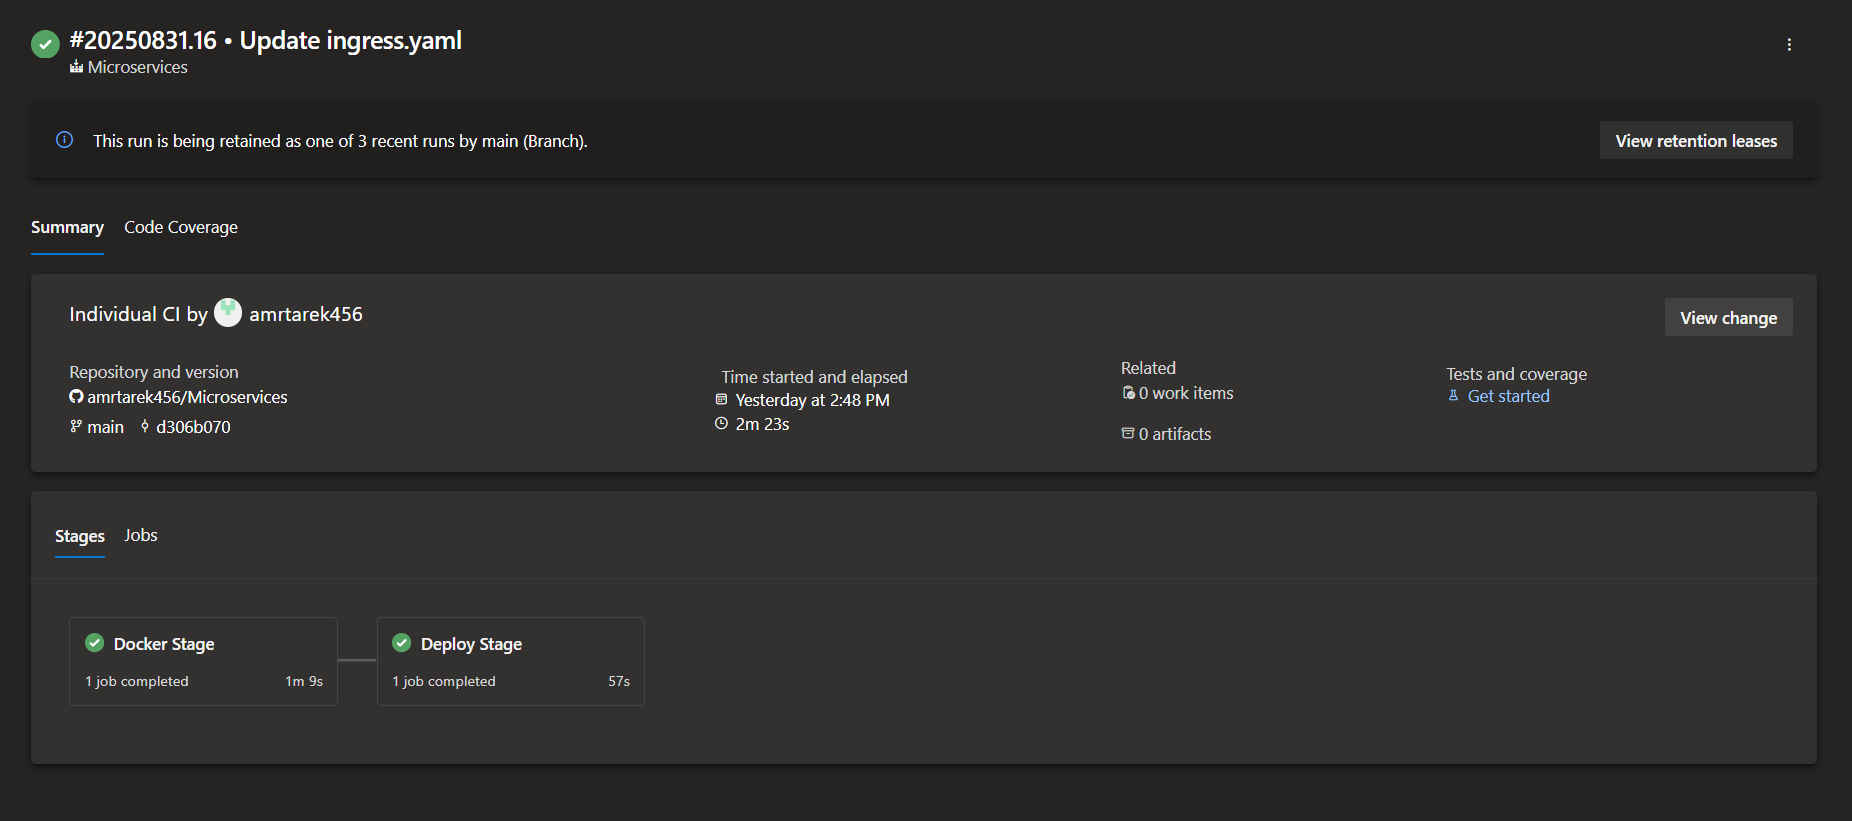 #20250831.16 • Update ingress.yaml
Microservices
This run is being retained as one of 3 recent runs by main (Branch).
View retention leases
Summary
Code Coverage
Individual CI by amrtarek456
View change
Repository and version
amrtarek456/Microservices
main d306b070
Time started and elapsed
Yesterday at 2:48 PM
2m 23s
Related
0 work items
0 artifacts
Tests and coverage
Get started
Stages
Jobs
Docker Stage
1 job completed 1m 9s
Deploy Stage
1 job completed 57s